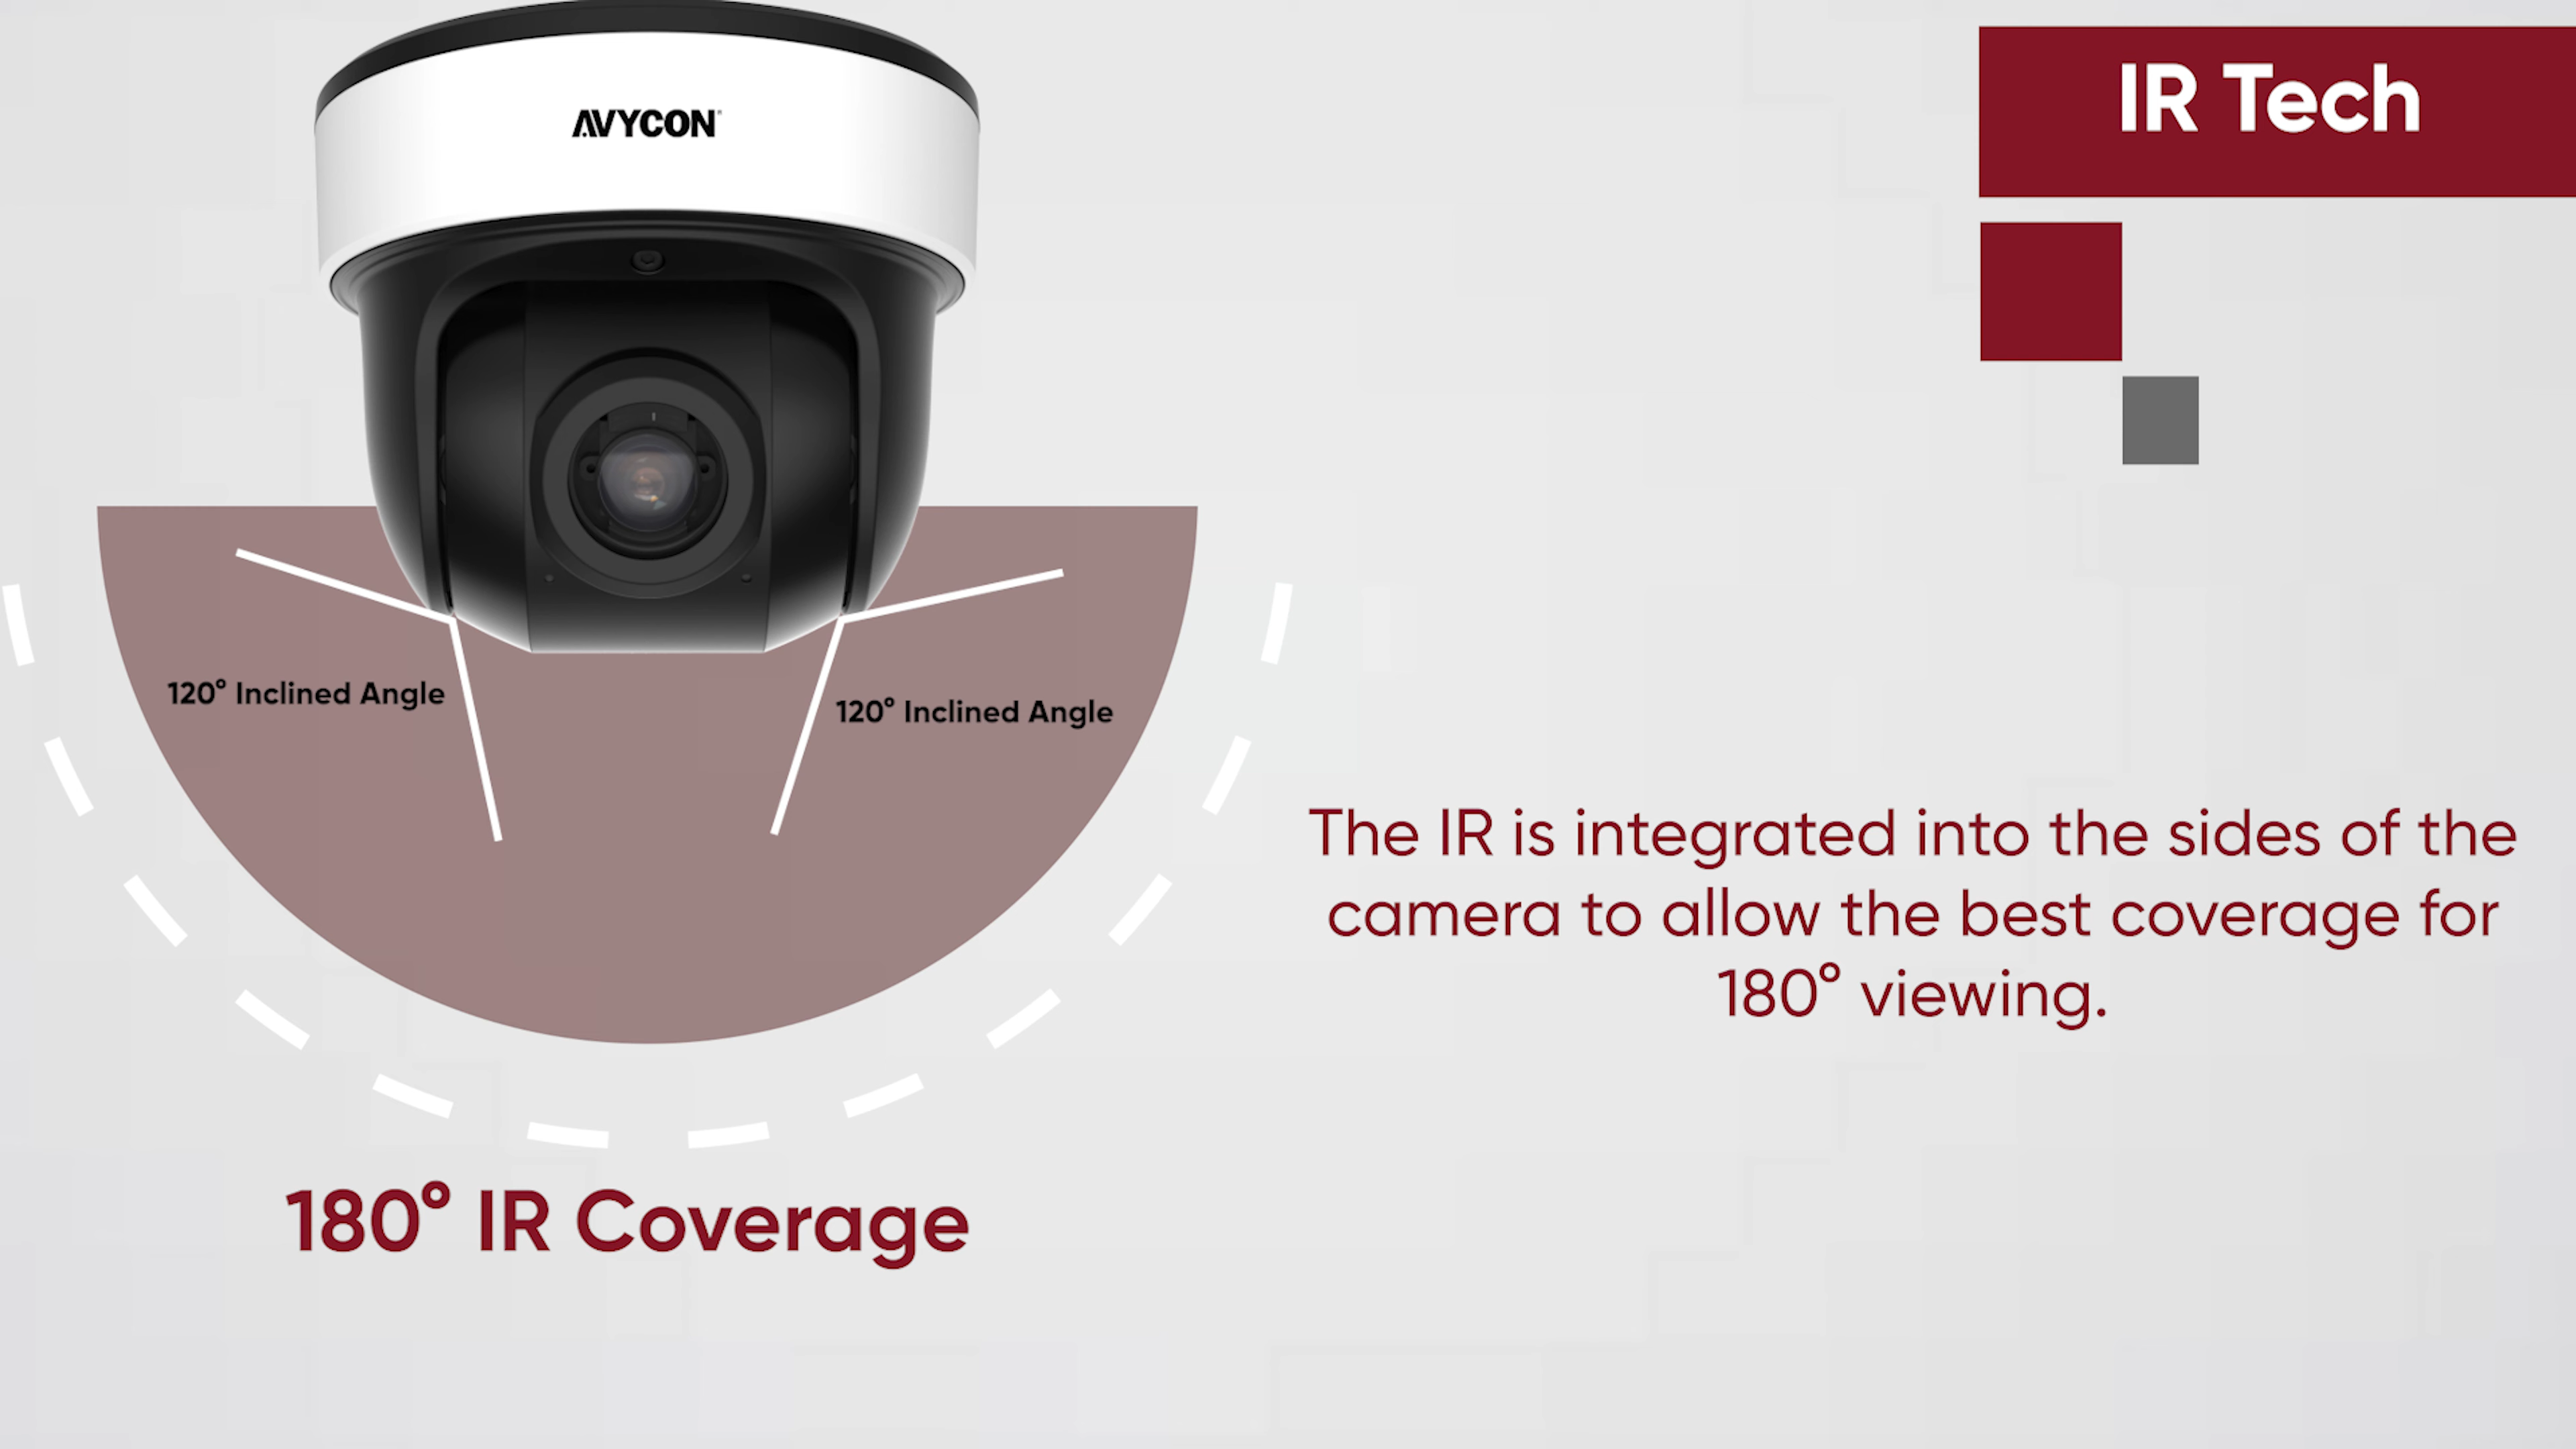 AVYCON
IR Tech
120° Inclined Angle
120° Inclined Angle
The IR is integrated into the sides of the
camera to allow the best coverage for
180° viewing.
180° IR Coverage